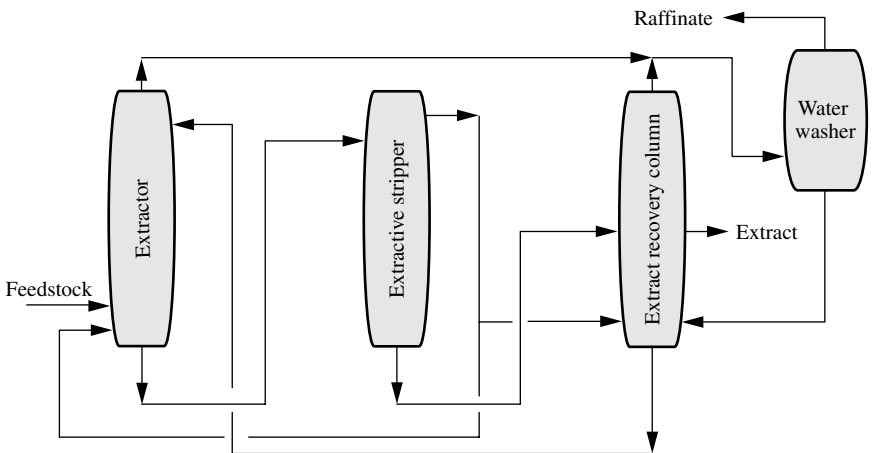 Raffinate
Water
washer
Extractor
Extractive stripper
Extract recovery column
Extract
Feedstock